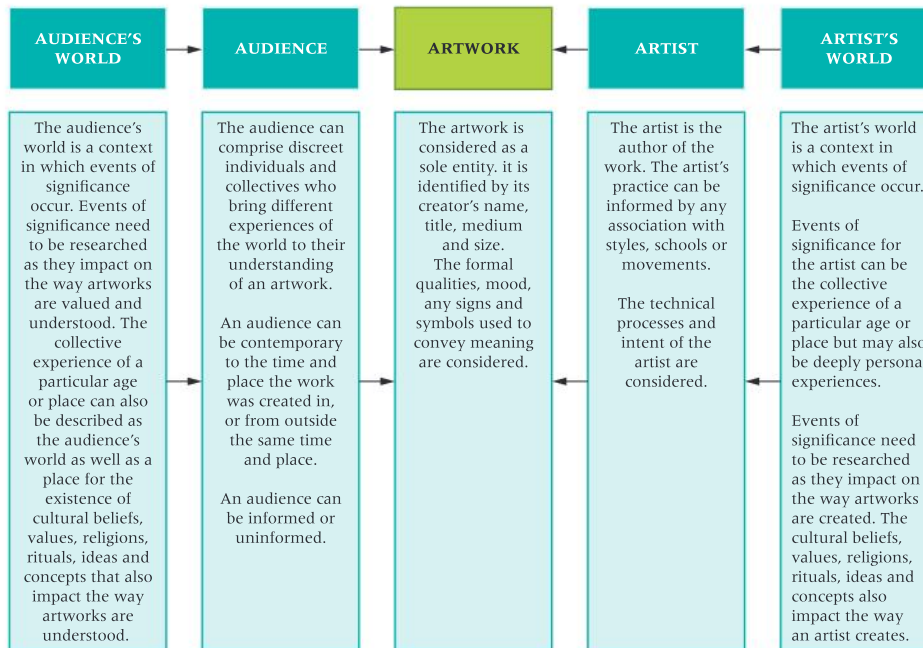 AUDIENCE'S
WORLD
AUDIENCE
ARTWORK
ARTIST
ARTIST'S
WORLD
The audience's
world is a context
in which events of
significance
occur. Events of
significance need
to be researched
as they impact on
the way artworks
are valued and
understood. The
collective
experience of a
particular age
or place can also
be described as
the audience's
world as well as a
place for the
existence of
cultural beliefs,
values, religions,
rituals, ideas and
concepts that also
impact the way
artworks are
understood.
The audience can
comprise discreet
individuals and
collectives who
bring different
experiences of
the world to their
understanding
of an artwork.
An audience can
be contemporary
to the time and
place the work
was created in,
or from outside
the same time
and place.
An audience can
be informed or
uninformed.
The artwork is
considered as a
sole entity. it is
identified by its
creator's name,
title, medium
and size.
The formal
qualities, mood,
any signs and
symbols used to
convey meaning
are considered.
The artist is the
author of the
work. The artist's
practice can be
informed by any
association with
styles, schools or
movements.
The technical
processes and
intent of the
artist are
considered.
The artist's world
is a context in
which events of
significance occur.
Events of
significance for
the artist can be
the collective
experience of a
particular age or
place but may also
be deeply persona
experiences.
Events of
significance need
to be researched
as they impact on
the way artworks
are created. The
cultural beliefs,
values, religions,
rituals, ideas and
concepts also
impact the way
an artist creates.